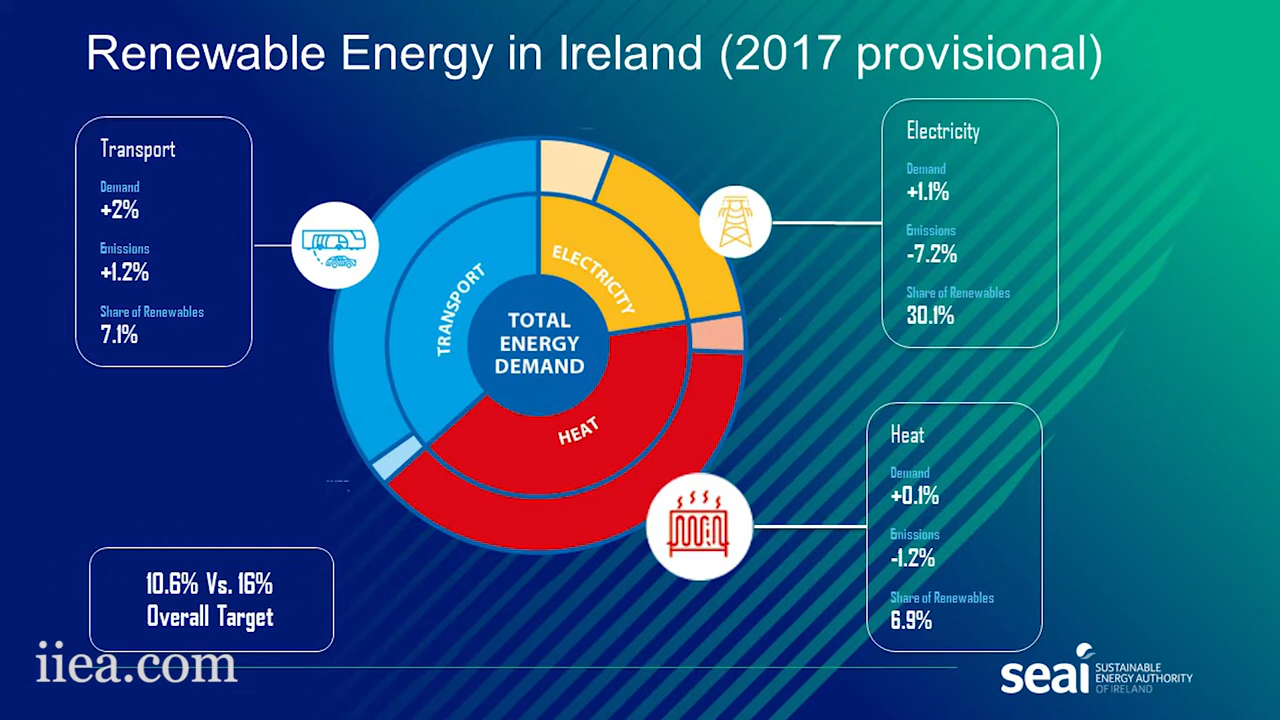 Renewable Energy in Ireland (2017 provisional)
Transport
Demand
+2%
Emissions
+1.2%
Share of Renewables
7.1%
Electricity
Demand
+1.1%
Emissions
-7.2%
Share of Renewables
30.1%
TRANSPORT
ELECTRICITY
TOTAL
ENERGY
DEMAND
HEAT
Heat
Demand
+0.1%
Emissions
-1.2%
Share of Renewables
6.9%
10.6% Vs. 16%
Overall Target
iiea.com
seai
SUSTAINABLE
ENERGY AUTHORITY
OF IRELAND